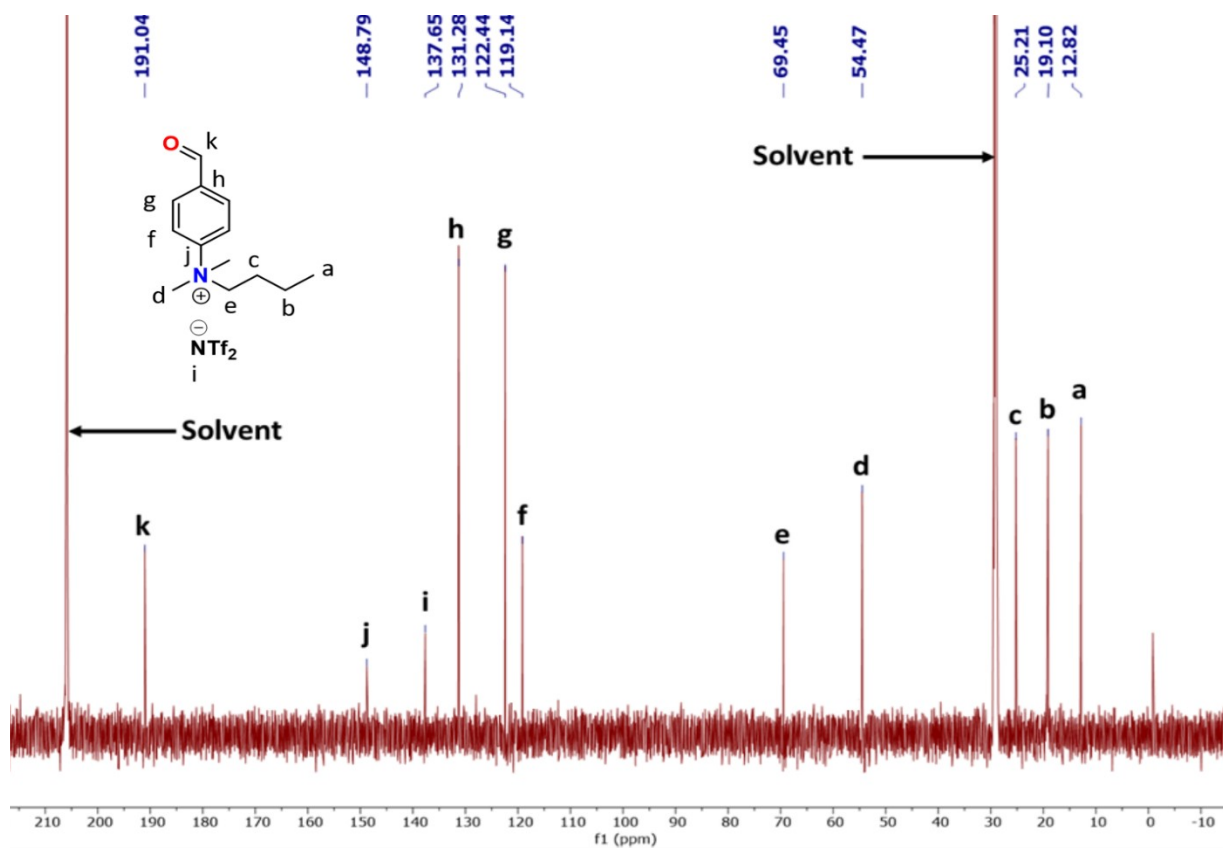 191.04 148.79 137.65 131.28 122.44 119.14 69.45 54.47 25.21 19.10 12.82
O k
h
g
f
j c a
N
d ⊕ e b
⊖
NTf2
i
Solvent
Solvent
h g
a
b
c
d
f
k e
i
j
210 200 190 180 170 160 150 140 130 120 110 100 90 80 70 60 50 40 30 20 10 0 -10
f1 (ppm)